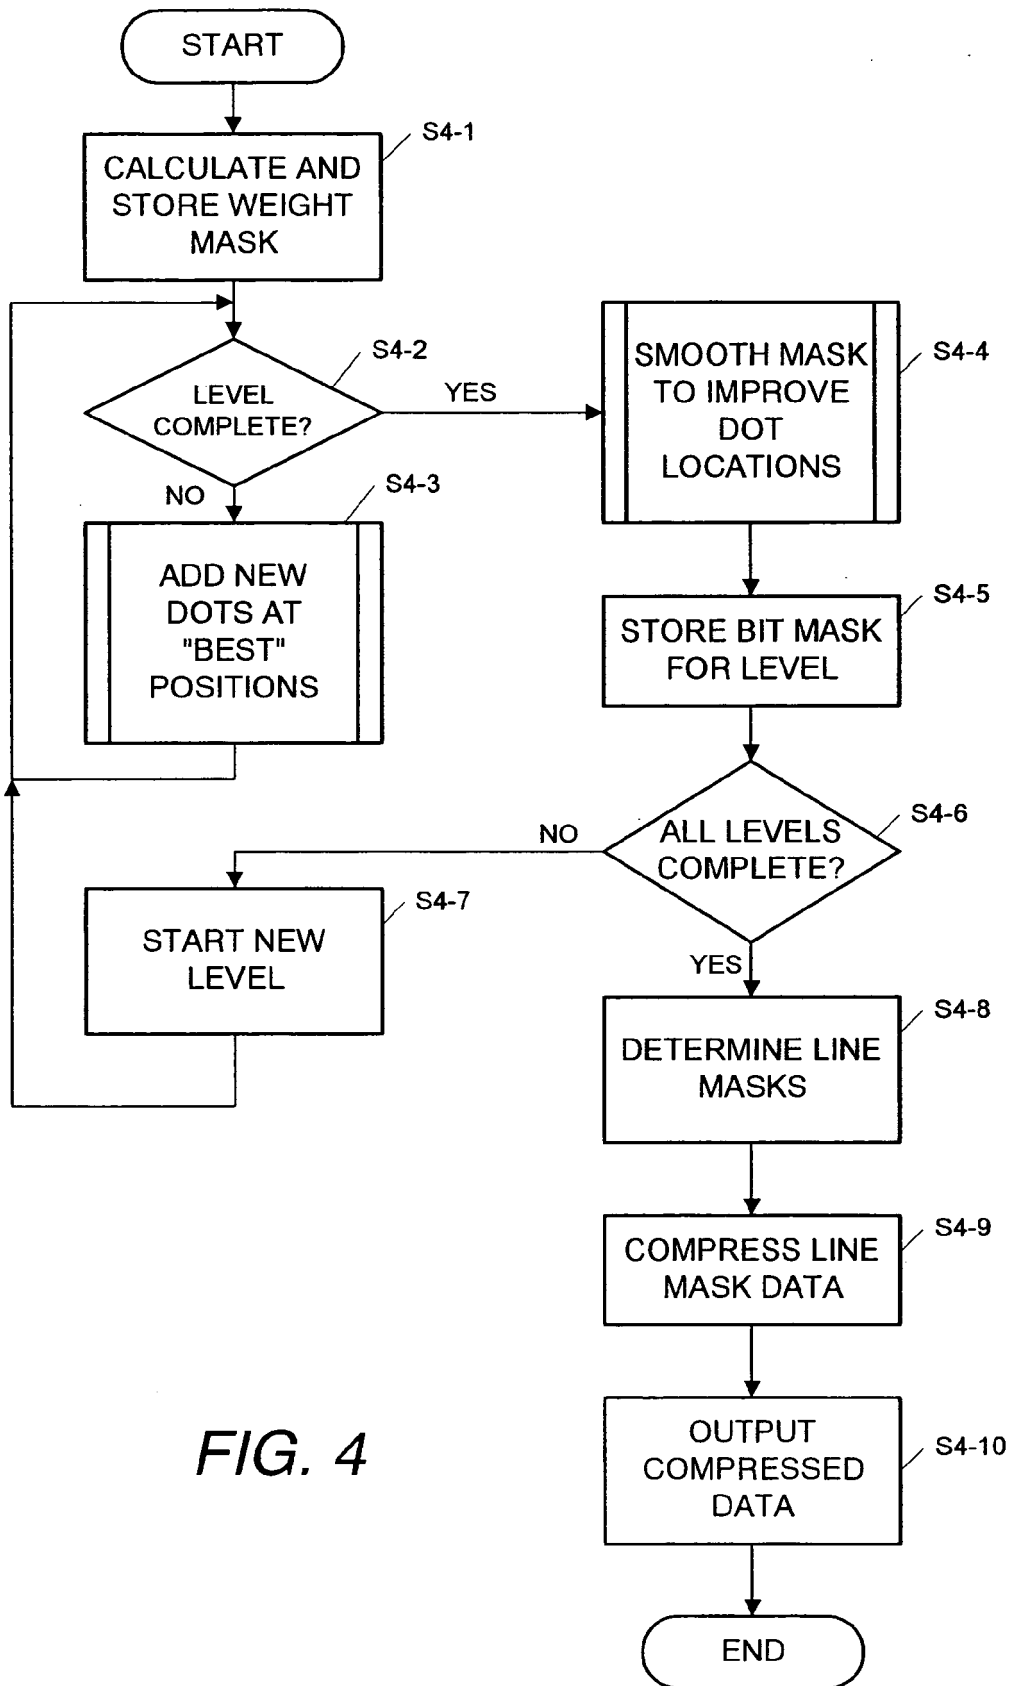 START
S4-1
CALCULATE AND
STORE WEIGHT
MASK
S4-2
LEVEL
COMPLETE?
YES
NO
S4-3
ADD NEW
DOTS AT
"BEST"
POSITIONS
SMOOTH MASK
TO IMPROVE
DOT
LOCATIONS
S4-4
S4-5
STORE BIT MASK
FOR LEVEL
S4-6
ALL LEVELS
COMPLETE?
NO
YES
S4-7
START NEW
LEVEL
S4-8
DETERMINE LINE
MASKS
S4-9
COMPRESS LINE
MASK DATA
S4-10
OUTPUT
COMPRESSED
DATA
END
FIG. 4